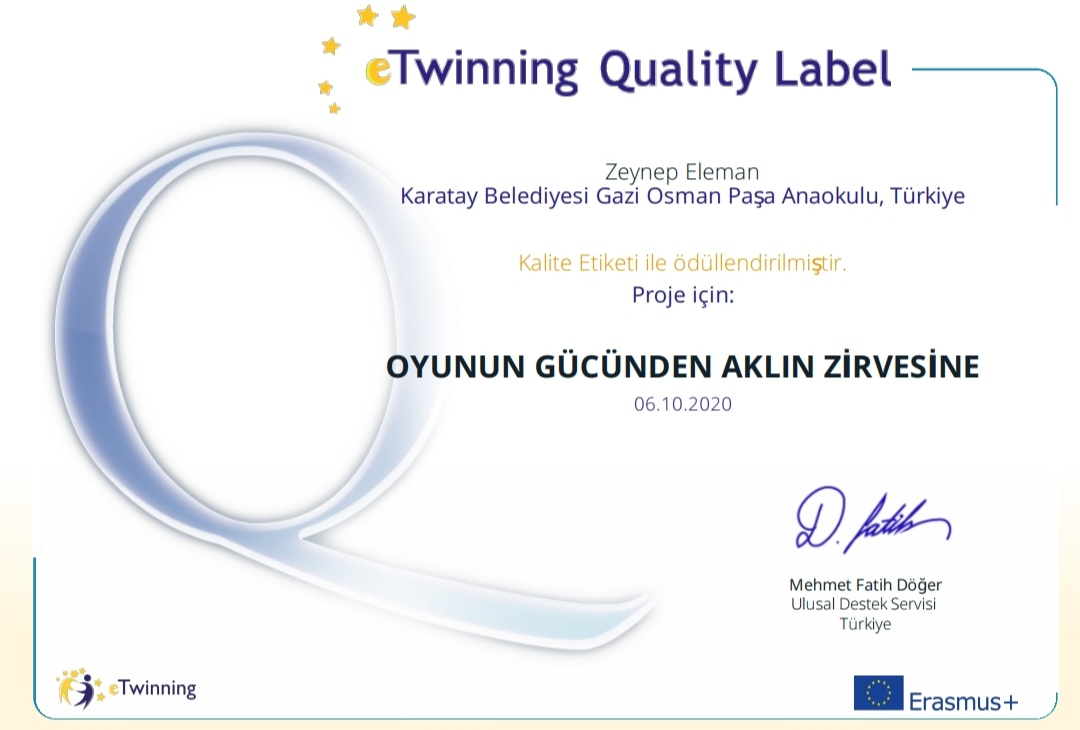 eTwinning Quality Label
Zeynep Eleman
Karatay Belediyesi Gazi Osman Paşa Anaokulu, Türkiye
Kalite Etiketi ile ödüllendirilmiştir.
Proje için:
OYUNUN GÜCÜNDEN AKLIN ZİRVESİNE
06.10.2020
D. Fatih
Mehmet Fatih Döğer
Ulusal Destek Servisi
Türkiye
eTwinning
Erasmus+